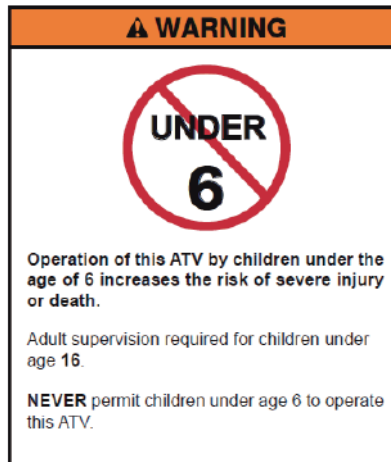 WARNING
UNDER
6
Operation of this ATV by children under the
age of 6 increases the risk of severe injury
or death.
Adult supervision required for children under
age 16.
NEVER permit children under age 6 to operate
this ATV.